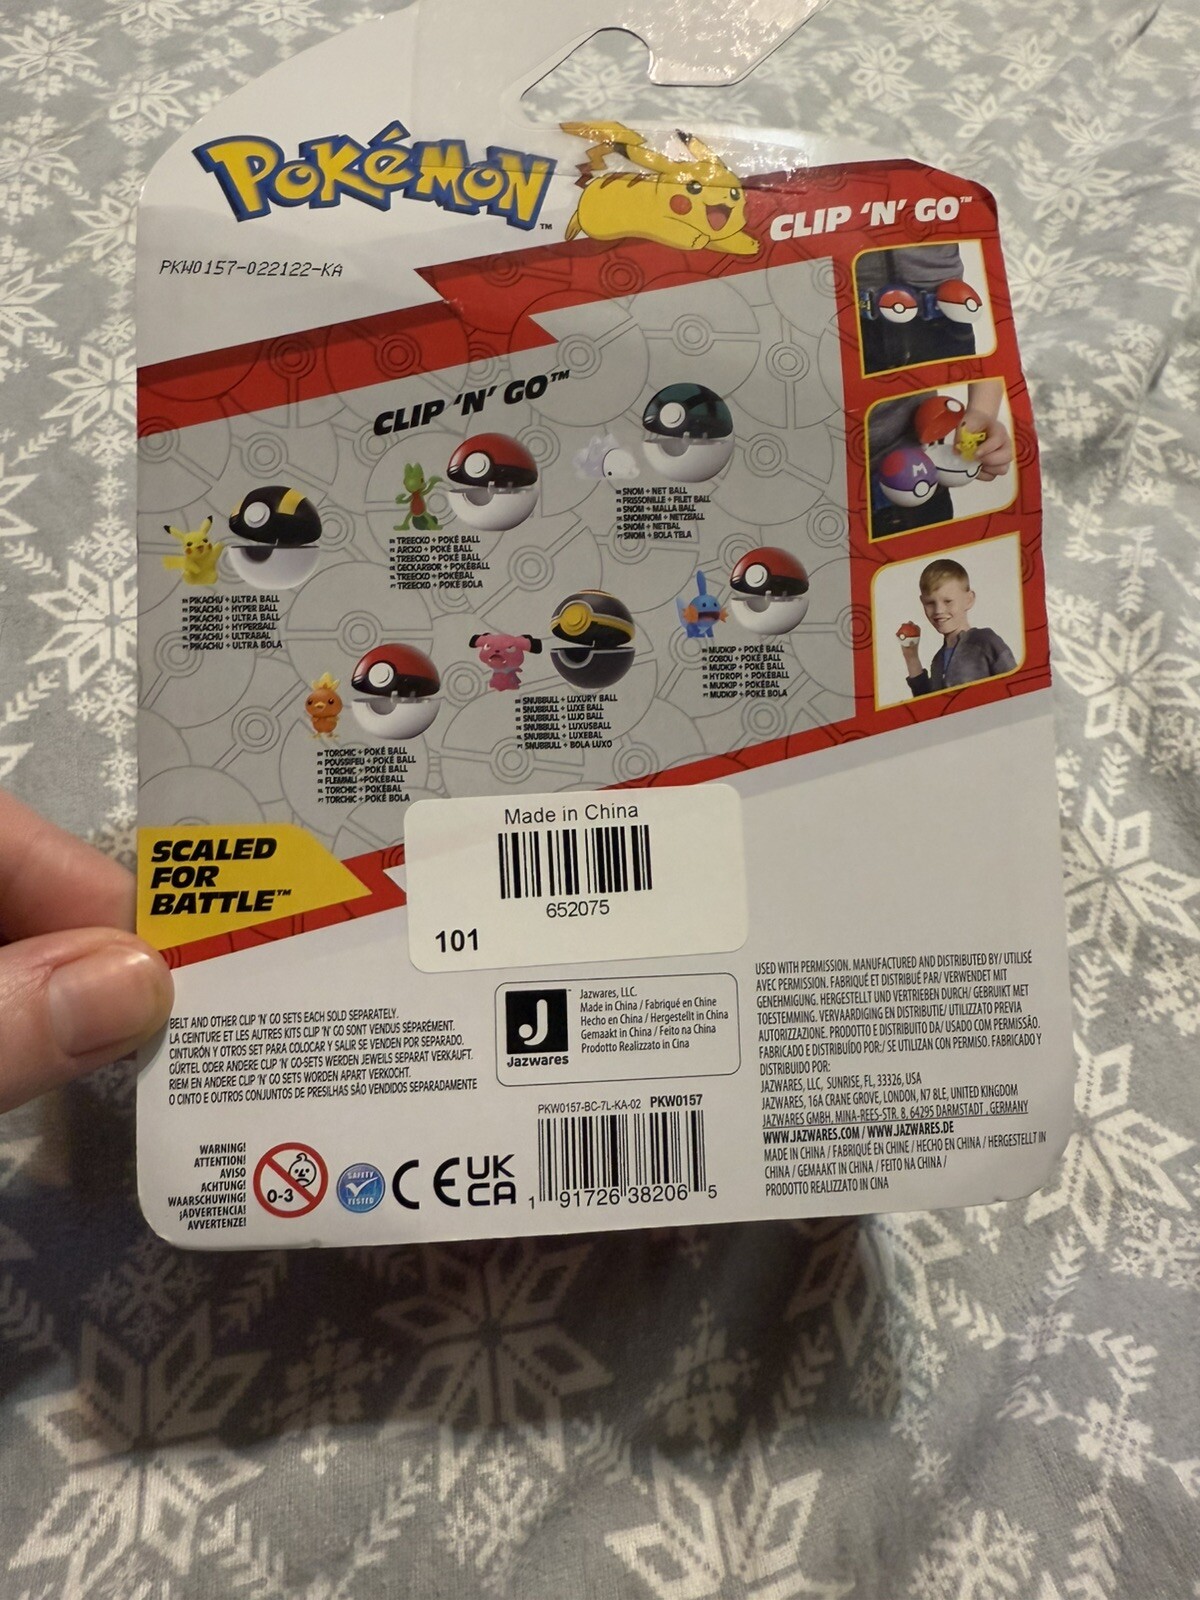 POKéMON™
CLIP 'N' GO™
PKW0157-022122-KA
CLIP 'N' GO™
SNOM + NET BALL
FRISSONILLE + FILET BALL
SNOM + MALLA BALL
SNOMNOM + NETZBALL
SNOM + NETBAL
SNOM + BOLA TELA
TREECKO + POKÉ BALL
ARCKO + POKÉ BALL
TREECKO + POKÉ BALL
GECKARBOR + POKÉBALL
TREECKO + POKÉBAL
TREECKO + POKÉ BOLA
PIKACHU + ULTRA BALL
PIKACHU + HYPER BALL
PIKACHU + ULTRA BALL
PIKACHU + HYPERBALL
PIKACHU + ULTRABAL
PIKACHU + ULTRA BOLA
MUDKIP + POKÉ BALL
GOBOU + POKÉ BALL
MUDKIP + POKÉ BALL
HYDROPI + POKÉBALL
MUDKIP + POKÉBAL
MUDKIP + POKÉ BOLA
SNUBBULL + LUXURY BALL
SNUBBULL + LUXE BALL
SNUBBULL + LUJO BALL
SNUBBULL + LUXUSBALL
SNUBBULL + LUXEBAL
SNUBBULL + BOLA LUXO
TORCHIC + POKÉ BALL
POUSSIFEU + POKÉ BALL
TORCHIC + POKÉ BALL
FLEMMLI + POKÉBALL
TORCHIC + POKÉBAL
TORCHIC + POKÉ BOLA
M
SCALED
FOR
BATTLE™
Made in China
652075
101
BELT AND OTHER CLIP 'N' GO SETS EACH SOLD SEPARATELY.
LA CEINTURE ET LES AUTRES KITS CLIP 'N' GO SONT VENDUS SÉPARÉMENT.
CINTURÓN Y OTROS SET PARA COLOCAR Y SALIR SE VENDEN POR SEPARADO.
GÜRTEL ODER ANDERE CLIP 'N' GO-SETS WERDEN JEWEILS SEPARAT VERKAUFT.
RIEM EN ANDERE CLIP 'N' GO SETS WORDEN APART VERKOCHT.
O CINTO E OUTROS CONJUNTOS DE PRESILHAS SÃO VENDIDOS SEPARADAMENTE
J
Jazwares™
Jazwares, LLC.
Made in China / Fabriqué en Chine
Hecho en China / Hergestellt in China
Gemaakt in China / Feito na China
Prodotto Realizzato in Cina
USED WITH PERMISSION. MANUFACTURED AND DISTRIBUTED BY/ UTILISÉ
AVEC PERMISSION. FABRIQUÉ ET DISTRIBUÉ PAR/ VERWENDET MIT
GENEHMIGUNG. HERGESTELLT UND VERTRIEBEN DURCH/ GEBRUIKT MET
TOESTEMMING. VERVAARDIGING EN DISTRIBUTIE/ UTILIZZATO PREVIA
AUTORIZZAZIONE. PRODOTTO E DISTRIBUITO DA/ USADO COM PERMISSÃO.
FABRICADO E DISTRIBUÍDO POR:/ SE UTILIZAN CON PERMISO. FABRICADO Y
DISTRIBUIDO POR:
JAZWARES, LLC, SUNRISE, FL, 33326, USA
JAZWARES, 16A CRANE GROVE, LONDON, N7 8LE, UNITED KINGDOM
JAZWARES GMBH, MINA-REES-STR. 8, 64295 DARMSTADT, GERMANY
WWW.JAZWARES.COM / WWW.JAZWARES.DE
MADE IN CHINA / FABRIQUÉ EN CHINE / HECHO EN CHINA / HERGESTELLT IN
CHINA / GEMAAKT IN CHINA / FEITO NA CHINA /
PRODOTTO REALIZZATO IN CINA
WARNING!
ATTENTION!
AVISO
ACHTUNG!
WAARSCHUWING!
¡ADVERTENCIA!
AVVERTENZE!
0-3
SAFETY
TESTED
CE
UK
CA
PKW0157-BC-7L-KA-02 PKW0157
1 91726 38206 5